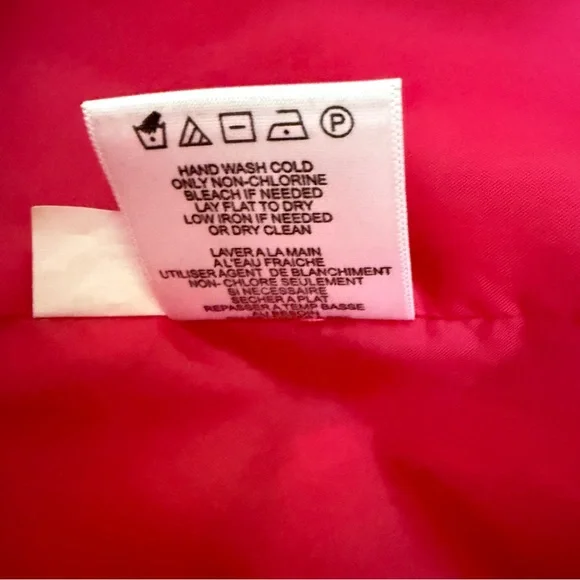 P
HAND WASH COLD
ONLY NON-CHLORINE
BLEACH IF NEEDED
LAY FLAT TO DRY
LOW IRON IF NEEDED
OR DRY CLEAN
LAVER A LA MAIN
A L'EAU FRAICHE
UTILISER AGENT DE BLANCHIMENT
NON-CHLORE SEULEMENT
SI NECESSAIRE
SECHER A PLAT
REPASSER A TEMP BASSE
AU BESOIN